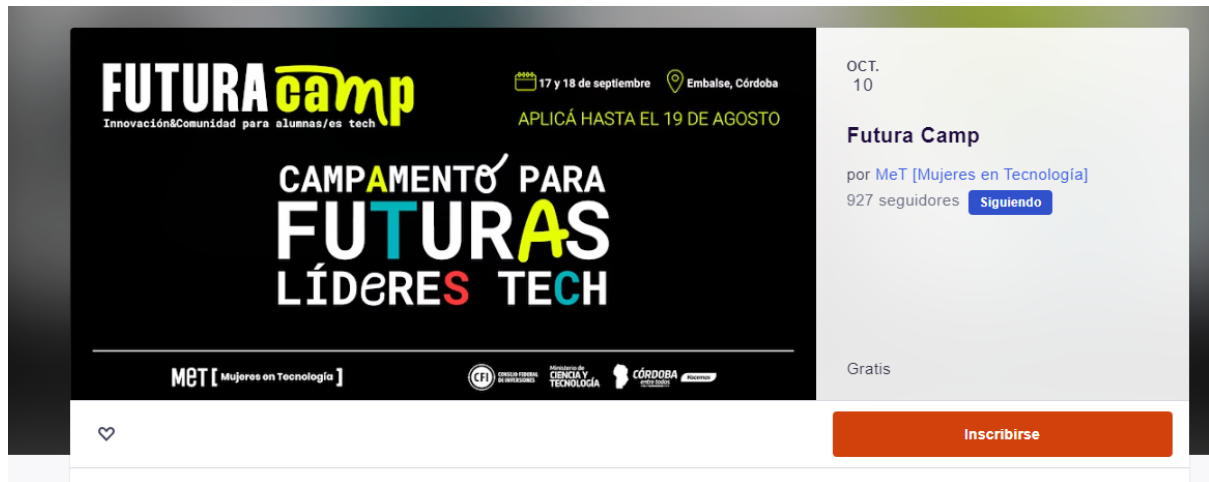 FUTURA camp
Innovación&Comunidad para alumnas/es tech
17 y 18 de septiembre
Embalse, Córdoba
APLICÁ HASTA EL 19 DE AGOSTO
CAMPAMENTO PARA
FUTURAS
LÍDeRES TECH
MeT [ Mujeres en Tecnología ]
CFI
CONSEJO FEDERAL
DE INVERSIONES
Ministerio de
CIENCIA Y
TECNOLOGÍA
CÓRDOBA
entre todos
Hacemos
OCT.
10
Futura Camp
por MeT [Mujeres en Tecnología]
927 seguidores
Siguiendo
Gratis
Inscribirse